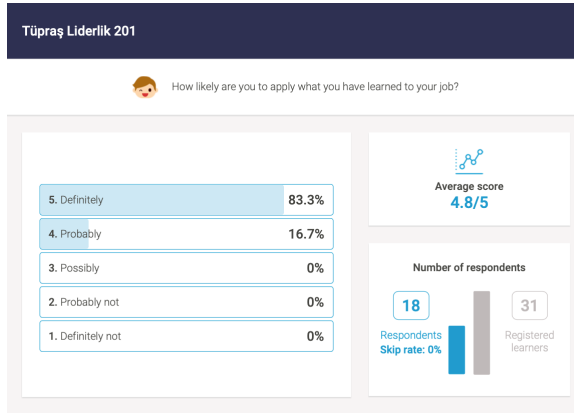 Tüpraş Liderlik 201
How likely are you to apply what you have learned to your job?
5. Definitely 83.3%
4. Probably 16.7%
3. Possibly 0%
2. Probably not 0%
1. Definitely not 0%
Average score
4.8/5
Number of respondents
18
Respondents
Skip rate: 0%
31
Registered
learners